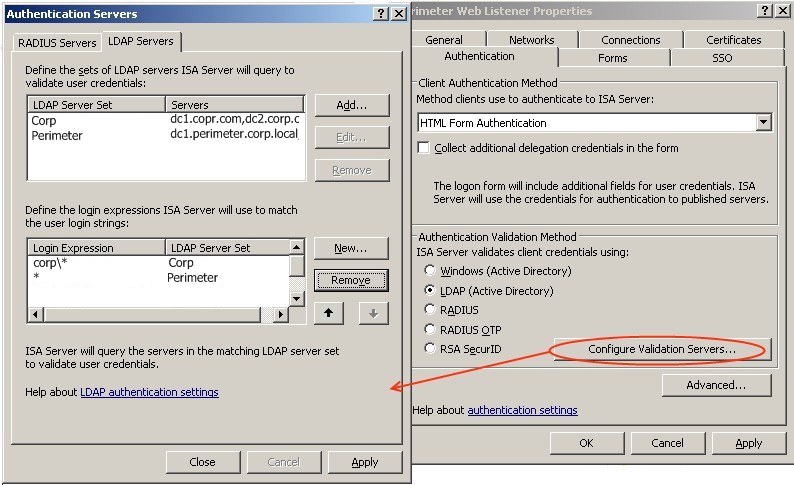 Authentication Servers
RADIUS Servers
LDAP Servers
Define the sets of LDAP servers ISA Server will query to
validate user credentials:
LDAP Server Set
Servers
Corp
dc1.copr.com,dc2.corp.c
Perimeter
dc1.perimeter.corp.local,
Add...
Edit...
Remove
Define the login expressions ISA Server will use to match
the user login strings:
Login Expression
LDAP Server Set
corp\*
Corp
*
Perimeter
New...
Remove
ISA Server will query the servers in the matching LDAP server set
to validate user credentials.
Help about LDAP authentication settings
Close
Cancel
Apply
rimeter Web Listener Properties
General
Networks
Connections
Certificates
Authentication
Forms
SSO
Client Authentication Method
Method clients use to authenticate to ISA Server:
HTML Form Authentication
Collect additional delegation credentials in the form
The logon form will include additional fields for user credentials. ISA
Server will use the credentials for authentication to published servers.
Authentication Validation Method
ISA Server validates client credentials using:
Windows (Active Directory)
LDAP (Active Directory)
RADIUS
RADIUS OTP
RSA SecurID
Configure Validation Servers...
Advanced...
Help about authentication settings
OK
Cancel
Apply